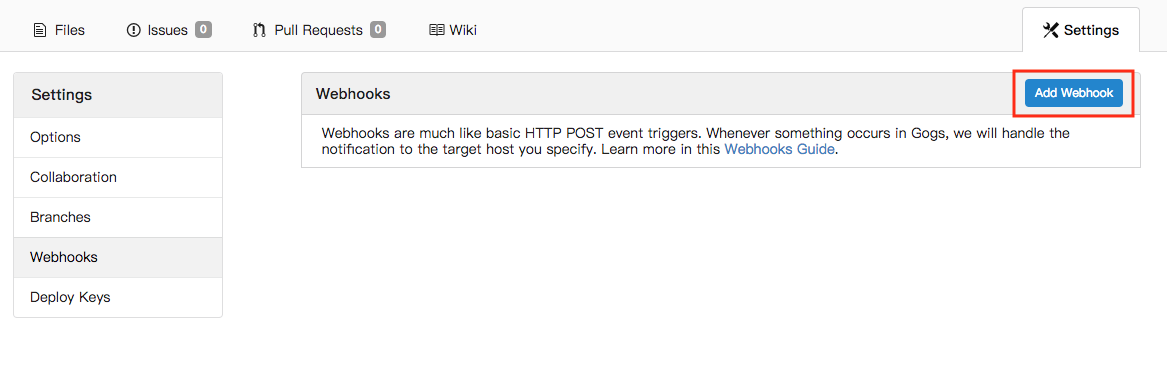 Files
Issues 0
Pull Requests 0
Wiki
Settings
Settings
Options
Collaboration
Branches
Webhooks
Deploy Keys
Webhooks
Add Webhook
Webhooks are much like basic HTTP POST event triggers. Whenever something occurs in Gogs, we will handle the
notification to the target host you specify. Learn more in this Webhooks Guide.